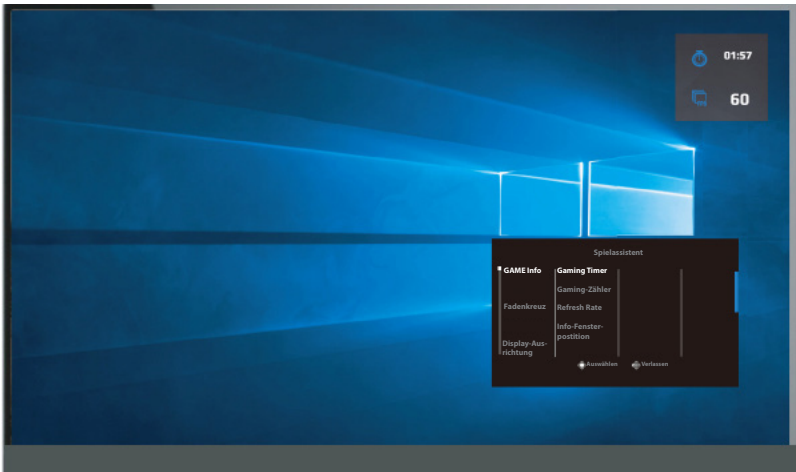 01:57
60
Spielassistent
GAME Info
Gaming Timer
Gaming-Zähler
Fadenkreuz
Refresh Rate
Info-Fenster-
postition
Display-Aus-
richtung
Auswählen
Verlassen